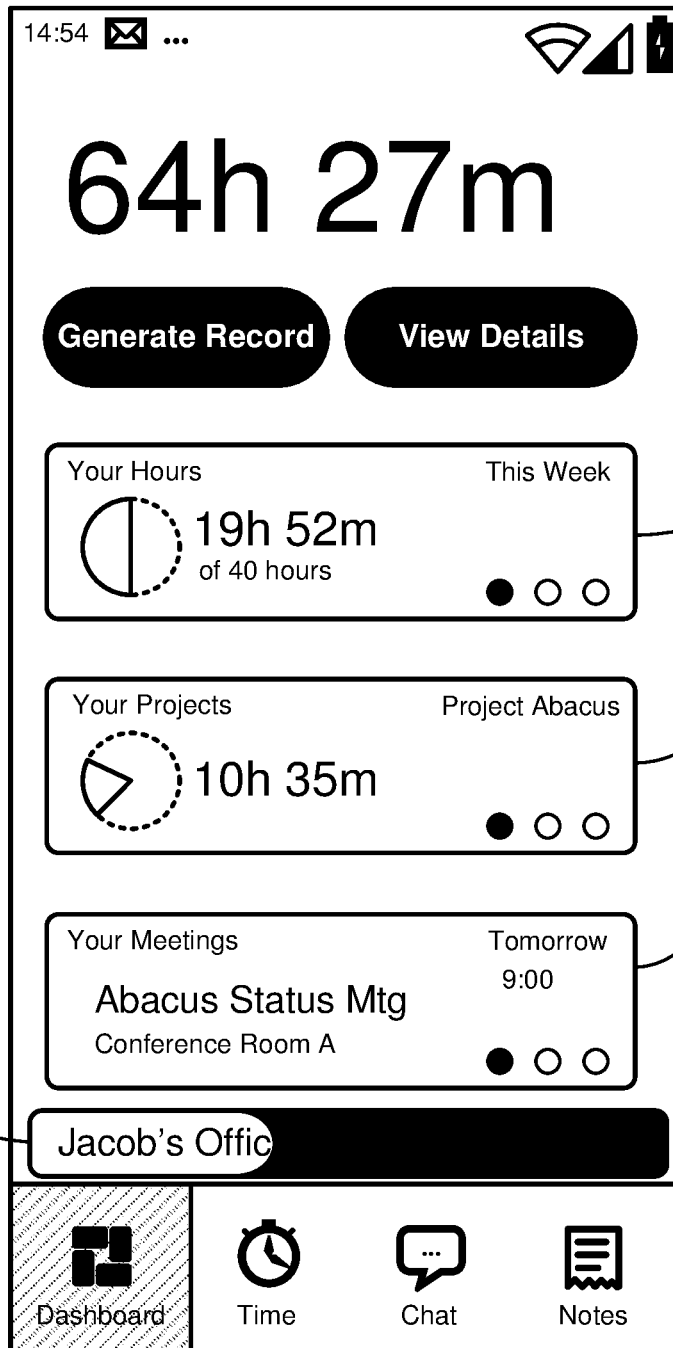 14:54 ...
64h 27m
Generate Record View Details
Your Hours This Week
19h 52m
of 40 hours
Your Projects Project Abacus
10h 35m
Your Meetings Tomorrow
9:00
Abacus Status Mtg
Conference Room A
Jacob's Offic
Dashboard Time Chat Notes